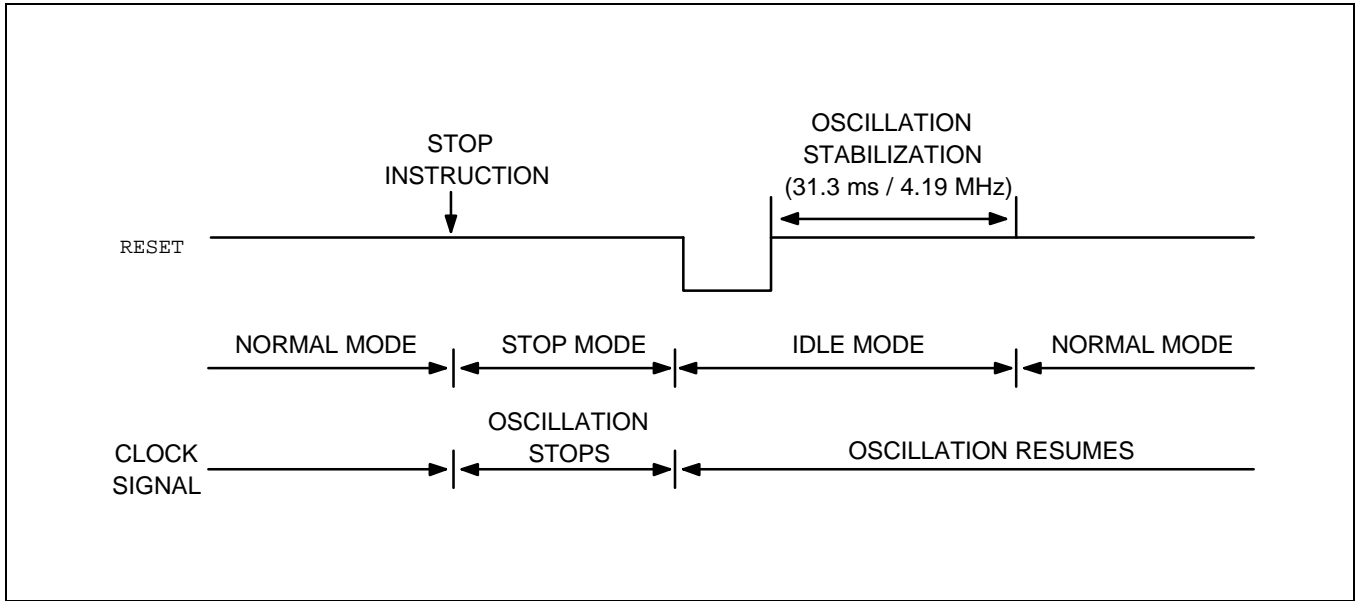 STOP
INSTRUCTION
OSCILLATION
STABILIZATION
(31.3 ms / 4.19 MHz)
RESET
NORMAL MODE
STOP MODE
IDLE MODE
NORMAL MODE
CLOCK
SIGNAL
OSCILLATION
STOPS
OSCILLATION RESUMES